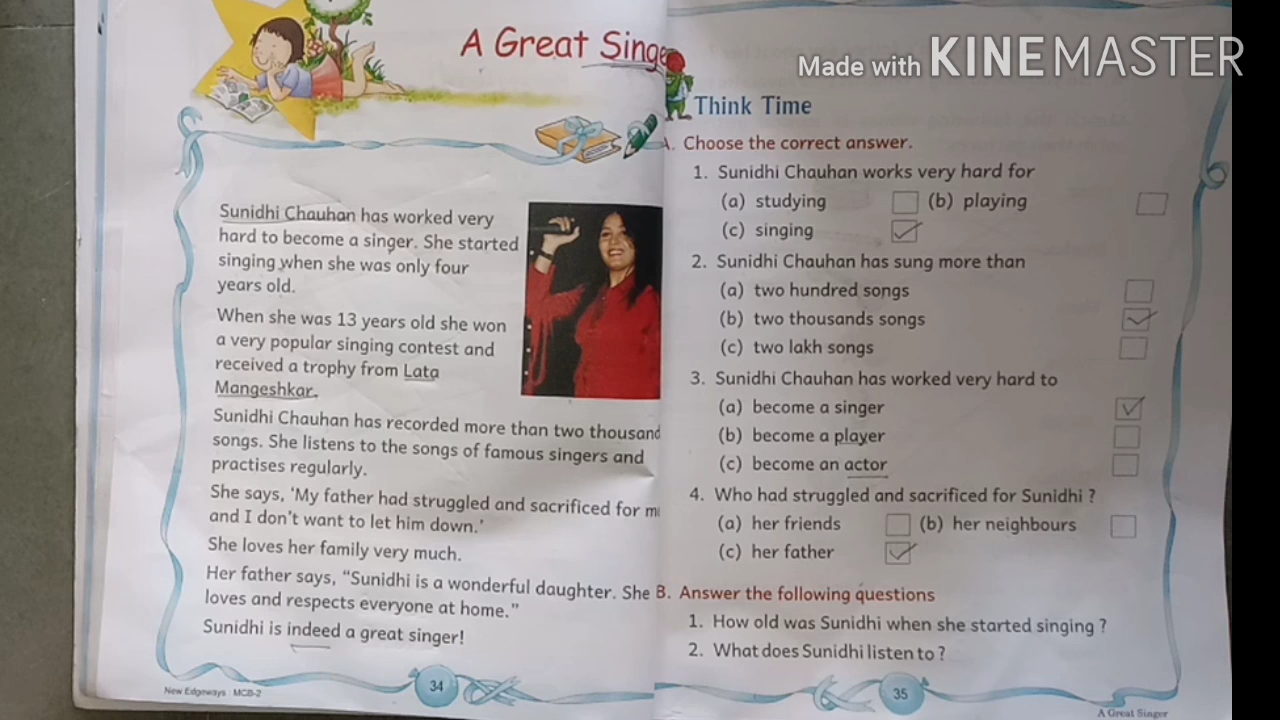 A Great Singe
Sunidhi Chauhan has worked very
hard to become a singer. She started
singing when she was only four
years old.
When she was 13 years old she won
a very popular singing contest and
received a trophy from Lata
Mangeshkar.
Sunidhi Chauhan has recorded more than two thousand
songs. She listens to the songs of famous singers and
practises regularly.
She says, 'My father had struggled and sacrificed for m
and I don't want to let him down.'
She loves her family very much.
Her father says, "Sunidhi is a wonderful daughter. She
loves and respects everyone at home."
Sunidhi is indeed a great singer!
New Edgeways : MCB-2
34
Made with KINEMASTER
Think Time
A. Choose the correct answer.
1. Sunidhi Chauhan works very hard for
(a) studying (b) playing
(c) singing
2. Sunidhi Chauhan has sung more than
(a) two hundred songs
(b) two thousands songs
(c) two lakh songs
3. Sunidhi Chauhan has worked very hard to
(a) become a singer
(b) become a player
(c) become an actor
4. Who had struggled and sacrificed for Sunidhi ?
(a) her friends (b) her neighbours
(c) her father
B. Answer the following questions
1. How old was Sunidhi when she started singing ?
2. What does Sunidhi listen to ?
35
A Great Singer